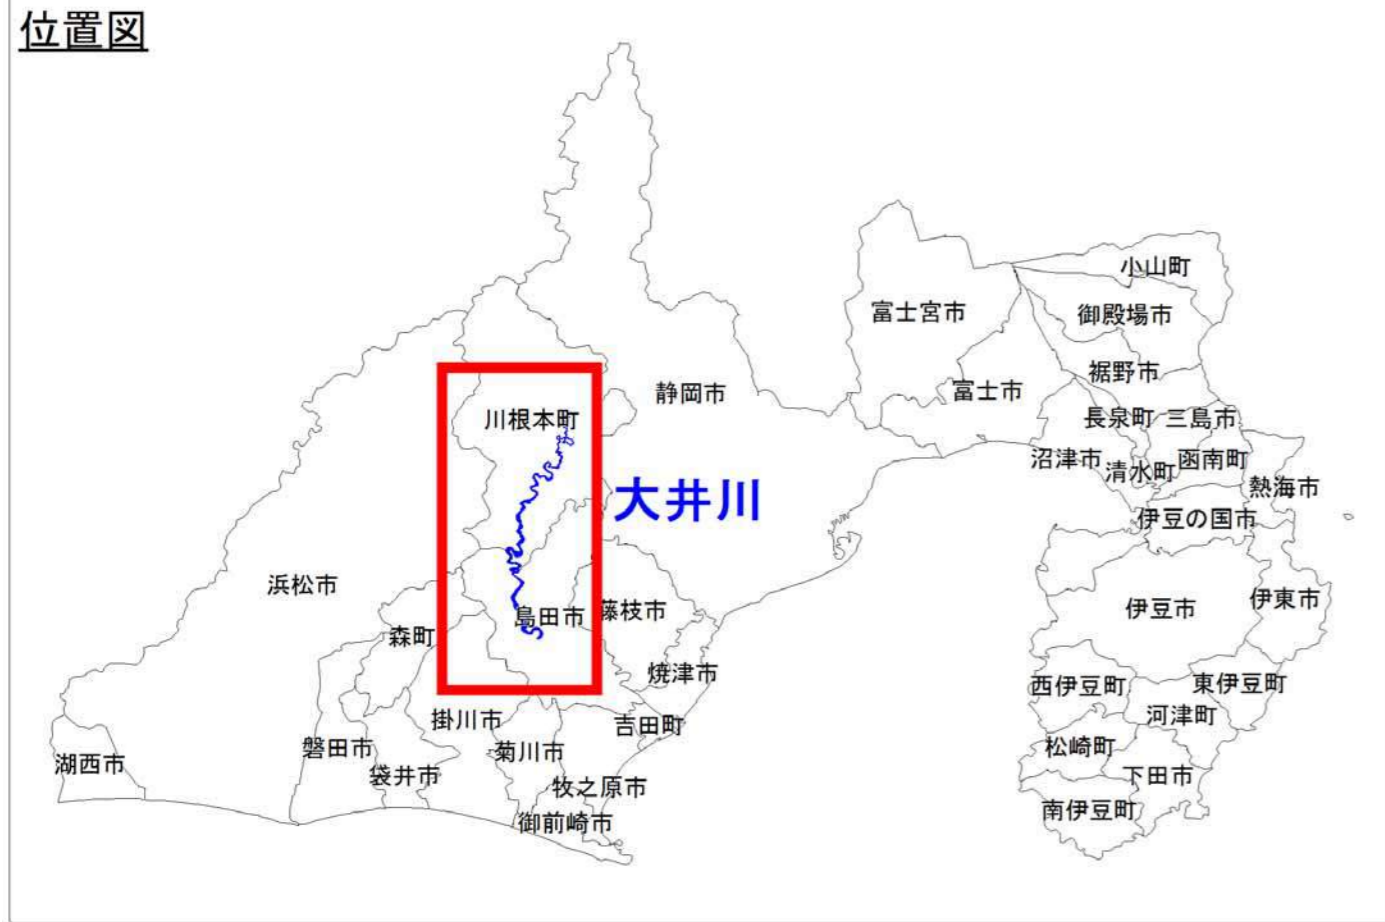 位置図
小山町
富士宮市
御殿場市
裾野市
静岡市
富士市
川根本町
長泉町
三島市
沼津市
清水町
函南町
熱海市
大井川
伊豆の国市
浜松市
伊豆市
伊東市
藤枝市
島田市
森町
焼津市
西伊豆町
東伊豆町
掛川市
吉田町
河津町
磐田市
菊川市
松崎町
湖西市
袋井市
下田市
牧之原市
南伊豆町
御前崎市